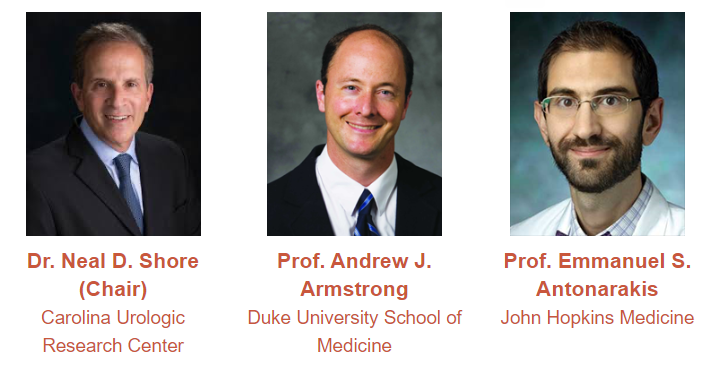 Dr. Neal D. Shore
(Chair)
Carolina Urologic
Research Center
Prof. Andrew J.
Armstrong
Duke University School of
Medicine
Prof. Emmanuel S.
Antonarakis
John Hopkins Medicine